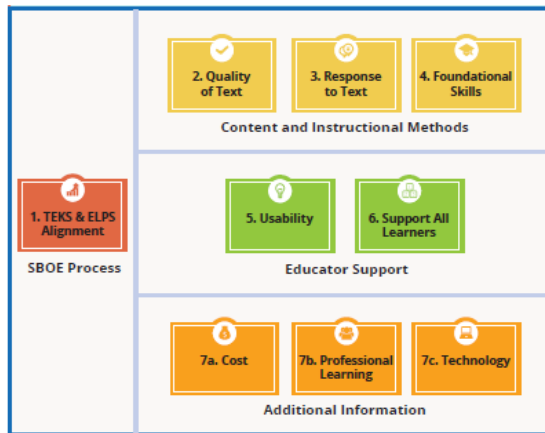 1. TEKS & ELPS
Alignment
SBOE Process
2. Quality
of Text
3. Response
to Text
4. Foundational
Skills
Content and Instructional Methods
5. Usability
6. Support All
Learners
Educator Support
7a. Cost
7b. Professional
Learning
7c. Technology
Additional Information